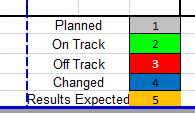 Planned 1
On Track 2
Off Track 3
Changed 4
Results Expected 5